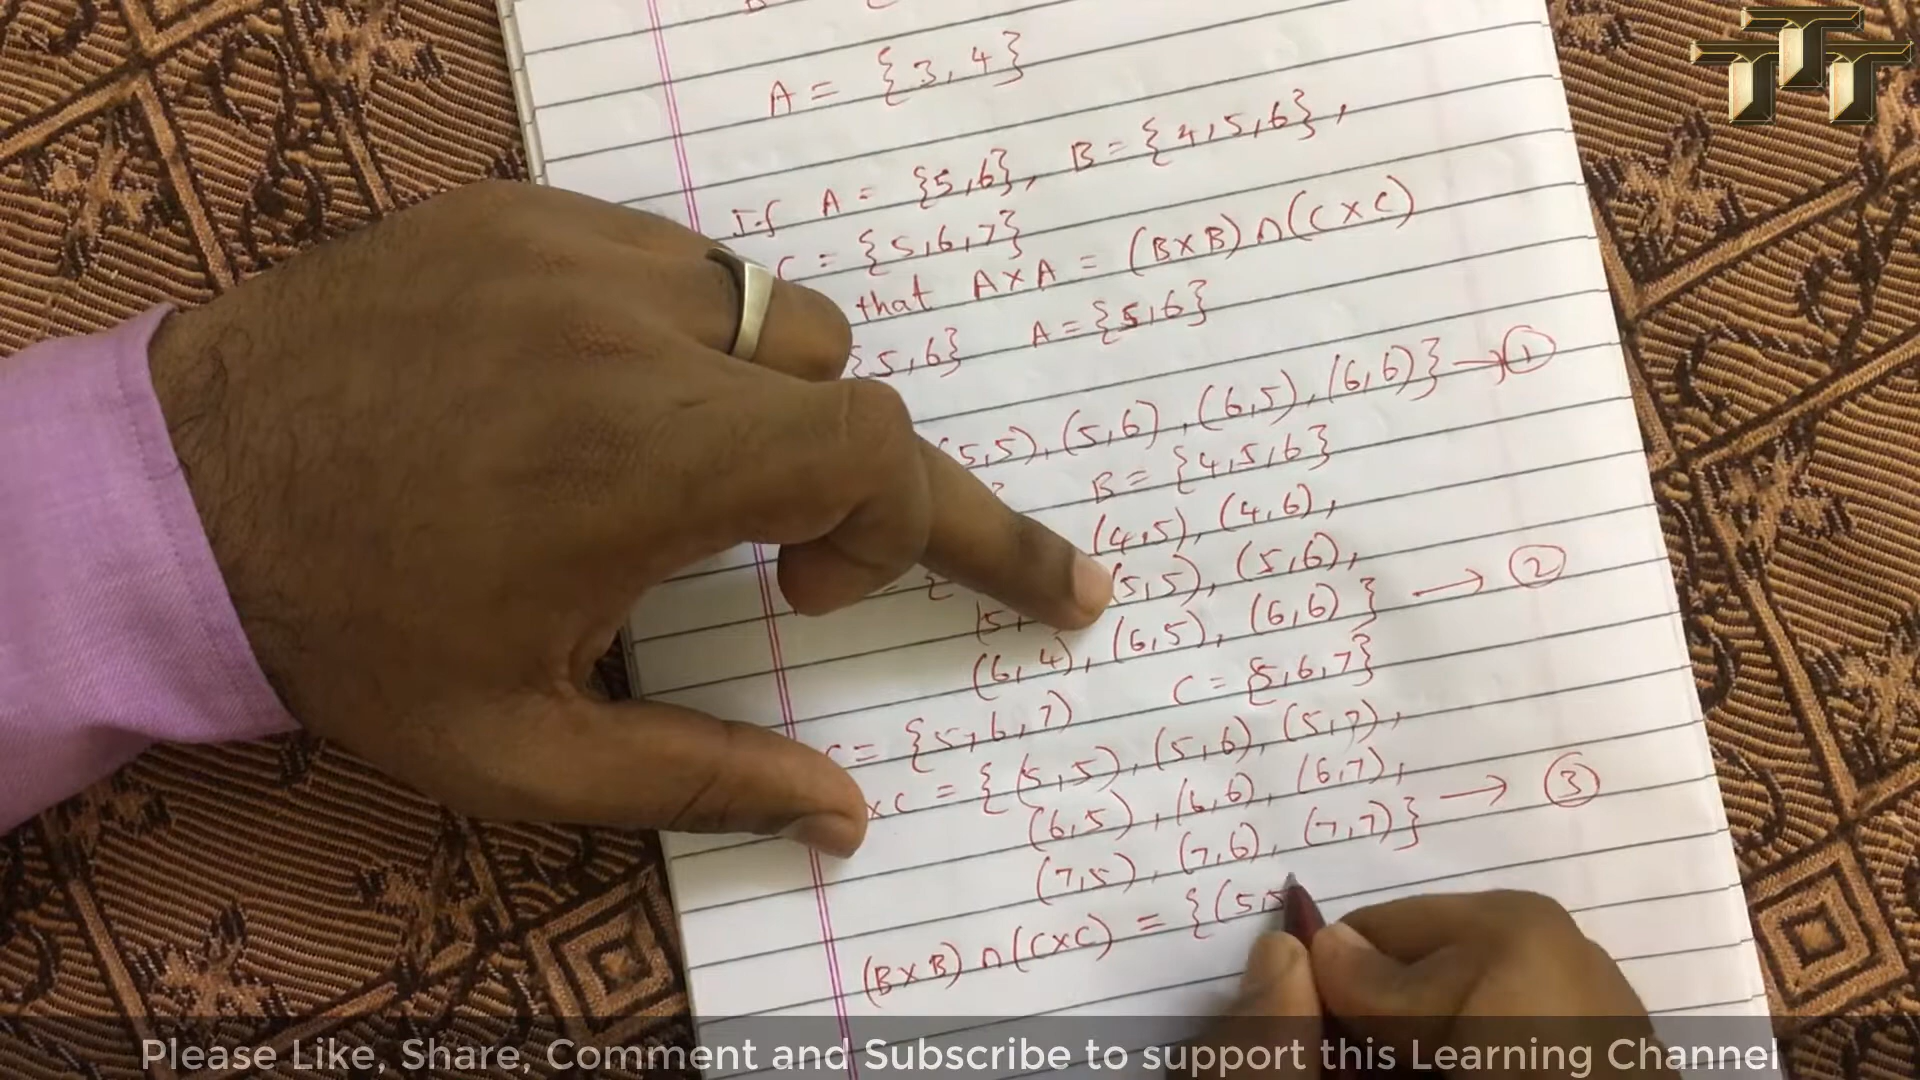 TTT
A = {3, 4}
If A = {5,6}, B = {4,5,6},
C = {5,6,7}
that A×A = (B×B)∩(C×C)
{5,6} A = {5,6}
(5,5), (5,6), (6,5), (6,6)} → ①
B = {4,5,6}
(4,5), (4,6),
(5,5), (5,6),
(6,4), (6,5), (6,6)} → ②
C = {5,6,7) C = {5,6,7}
×C = {(5,5), (5,6), (5,7),
(6,5), (6,6), (6,7),
(7,5), (7,6), (7,7)} → ③
(B×B)∩(C×C) = {(5,5
Please Like, Share, Comment and Subscribe to support this Learning Channel